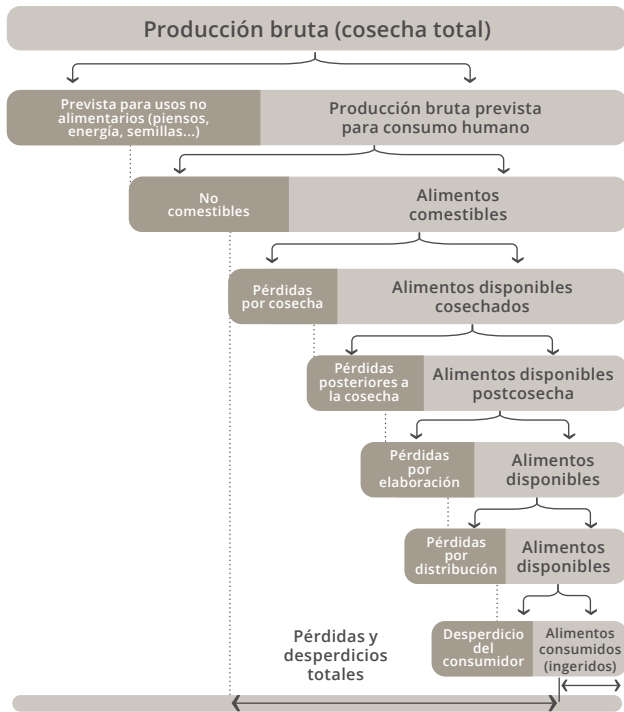 Producción bruta (cosecha total)
Prevista para usos no
alimentarios (piensos,
energía, semillas...)
Producción bruta prevista
para consumo humano
No
comestibles
Alimentos
comestibles
Pérdidas
por cosecha
Alimentos disponibles
cosechados
Pérdidas
posteriores a
la cosecha
Alimentos disponibles
postcosecha
Pérdidas
por
elaboración
Alimentos
disponibles
Pérdidas
por
distribución
Alimentos
disponibles
Desperdicio
del
consumidor
Alimentos
consumidos
(ingeridos)
Pérdidas y
desperdicios
totales